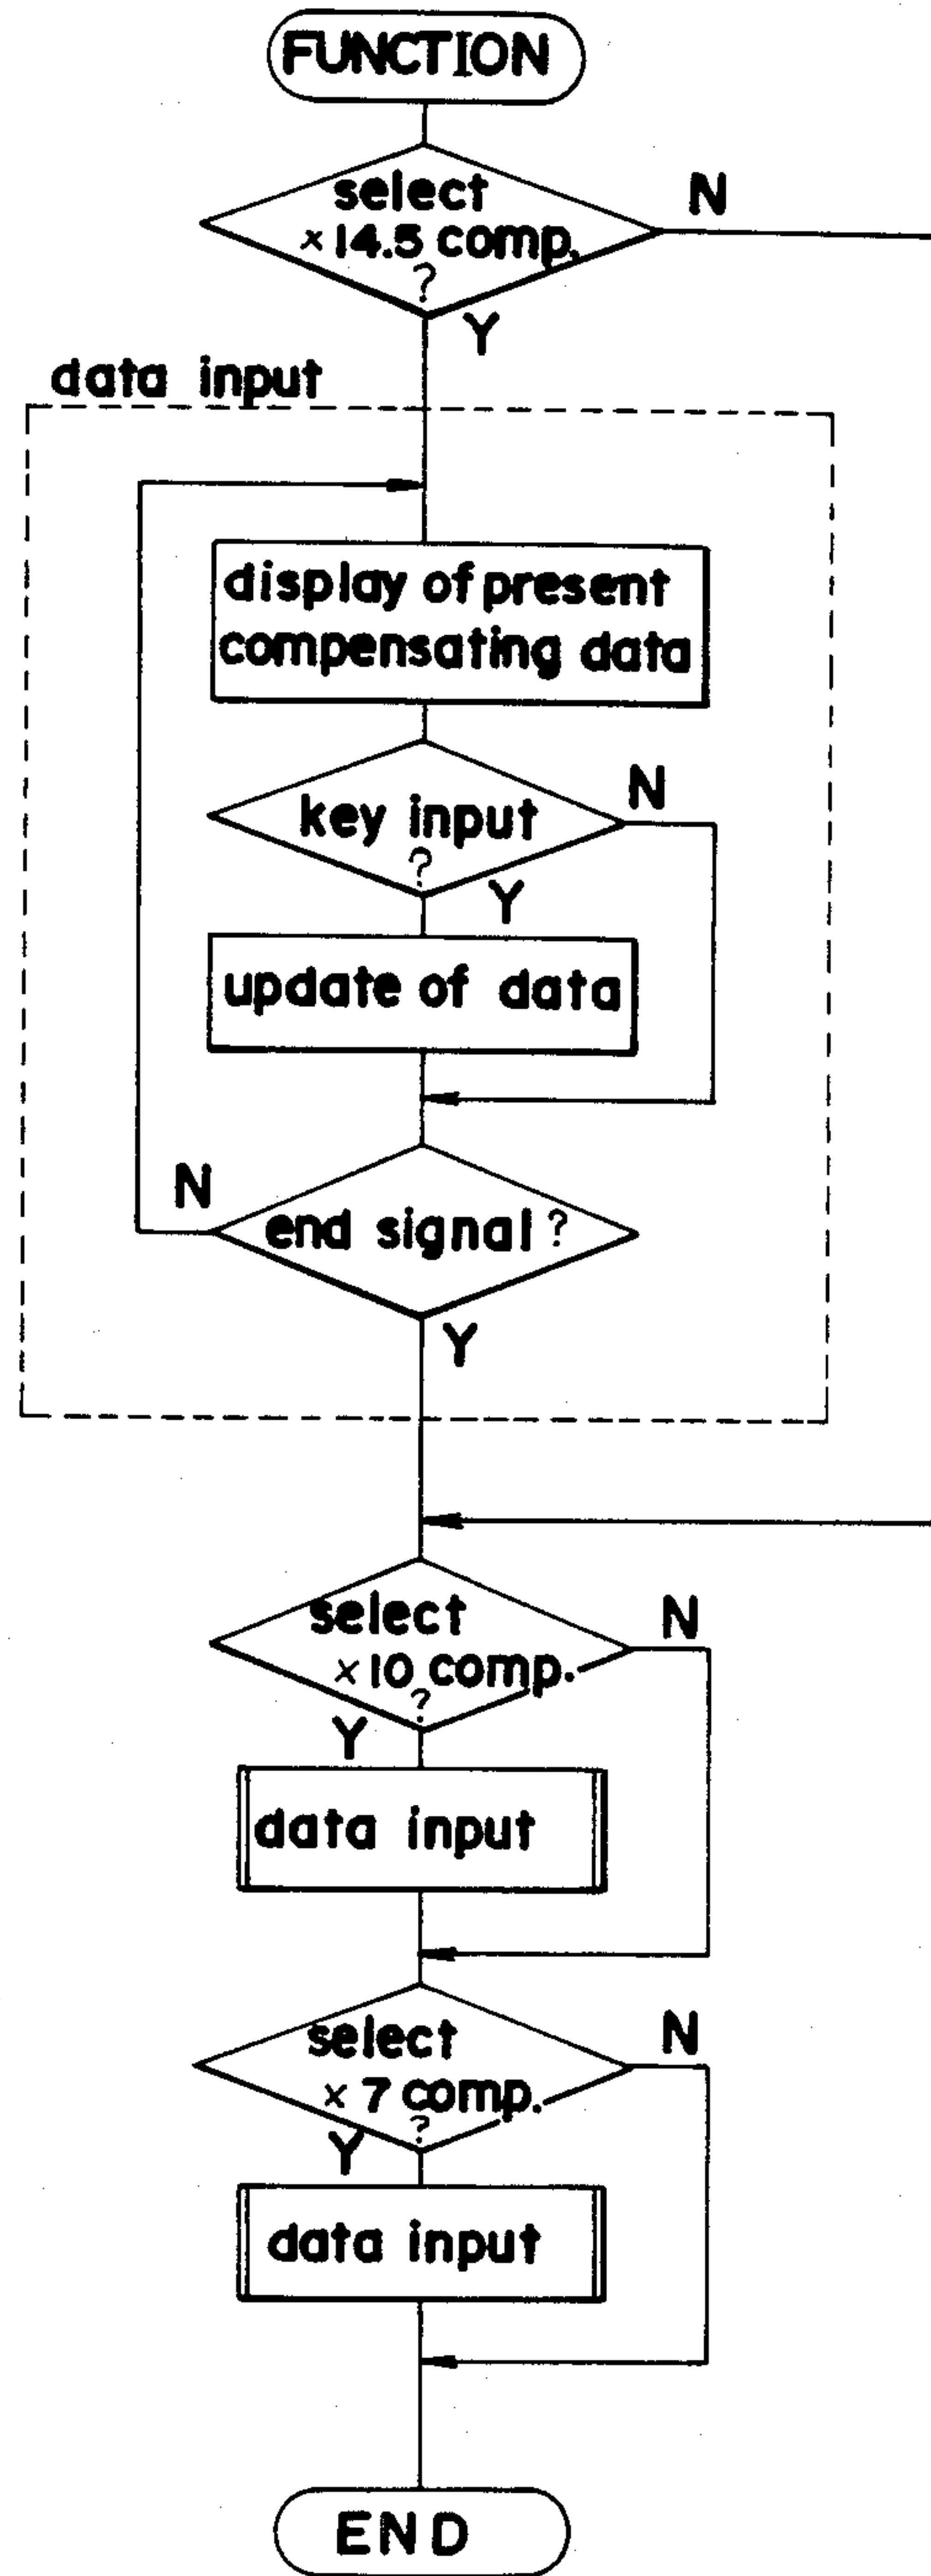 FUNCTION
select
× 14.5 comp.
?
N
Y
data input
display of present
compensating data
key input
?
N
Y
update of data
N
end signal ?
Y
select
× 10 comp.
?
N
Y
data input
select
× 7 comp.
?
N
Y
data input
END